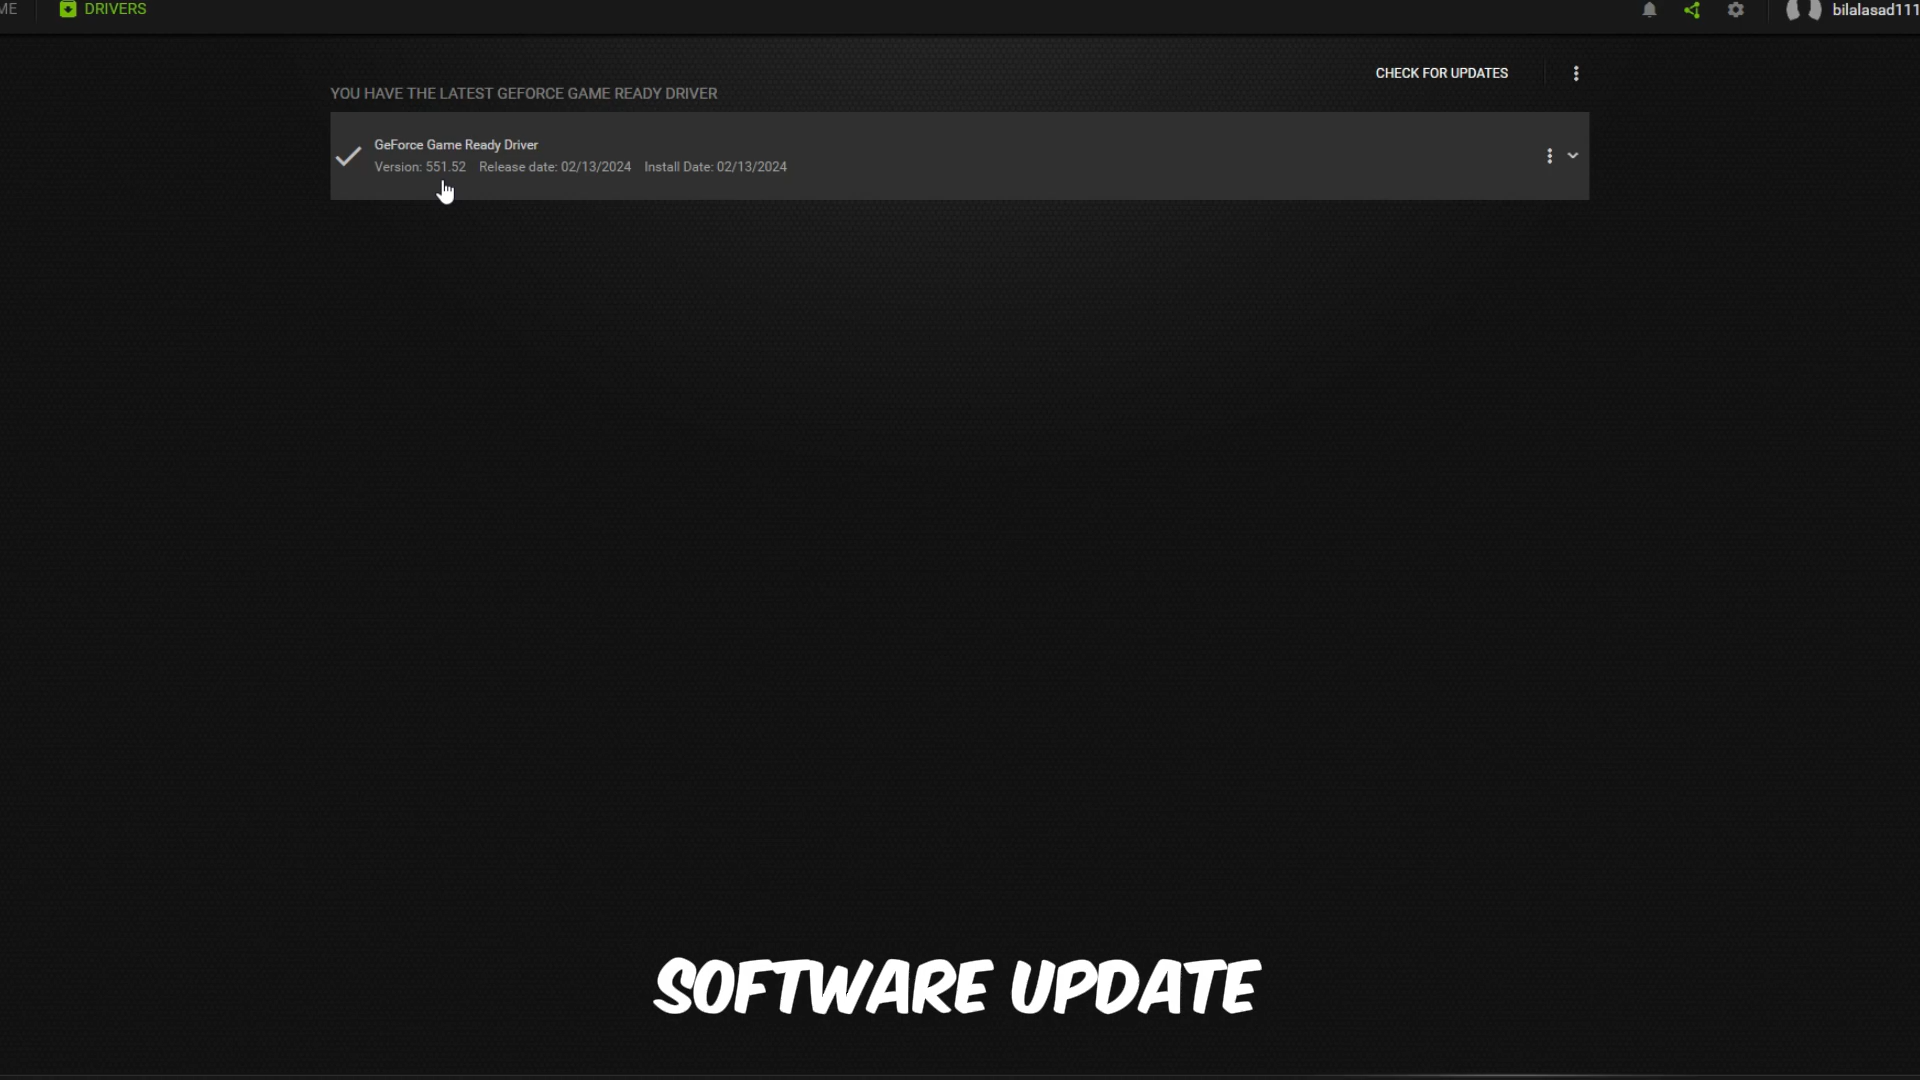 ME
DRIVERS
bilalasad111
CHECK FOR UPDATES
YOU HAVE THE LATEST GEFORCE GAME READY DRIVER
GeForce Game Ready Driver
Version: 551.52 Release date: 02/13/2024 Install Date: 02/13/2024
SOFTWARE UPDATE